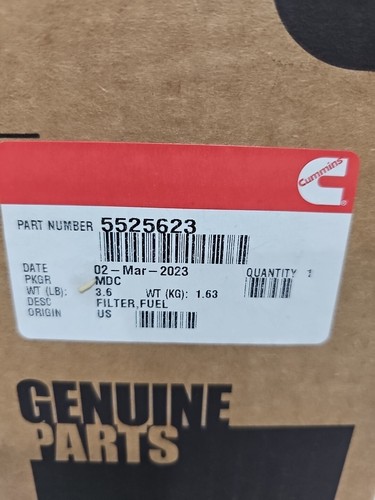 Cummins
PART NUMBER 5525623
DATE 02-Mar-2023 QUANTITY 1
PKGR MDC
WT (LB): 3.6 WT (KG): 1.63
DESC FILTER,FUEL
ORIGIN US
GENUINE
PARTS